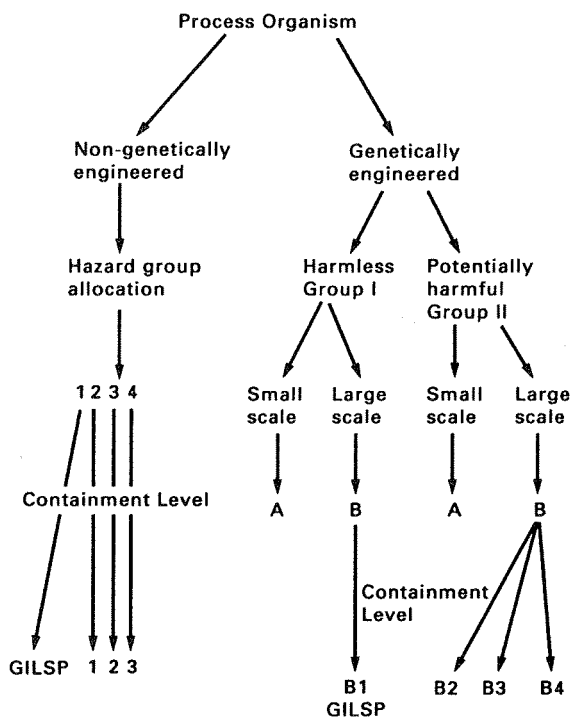 Process Organism
Non-genetically
engineered
Genetically
engineered
Hazard group
allocation
Harmless
Group I
Potentially
harmful
Group II
1 2 3 4
Small
scale
Large
scale
Small
scale
Large
scale
Containment Level
A
B
A
B
Containment
Level
GILSP
1
2
3
B1
GILSP
B2
B3
B4